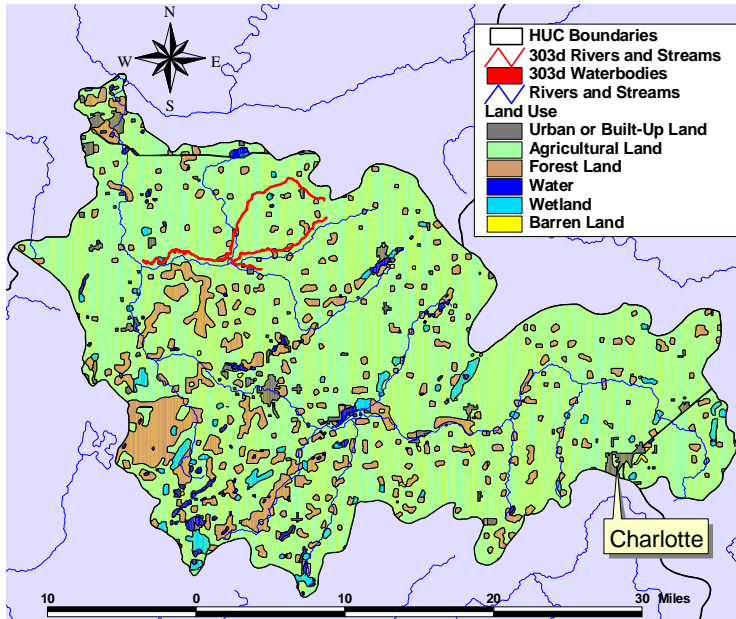 N
W E
S
HUC Boundaries
303d Rivers and Streams
303d Waterbodies
Rivers and Streams
Land Use
Urban or Built-Up Land
Agricultural Land
Forest Land
Water
Wetland
Barren Land
Charlotte
10 0 10 20 30 Miles